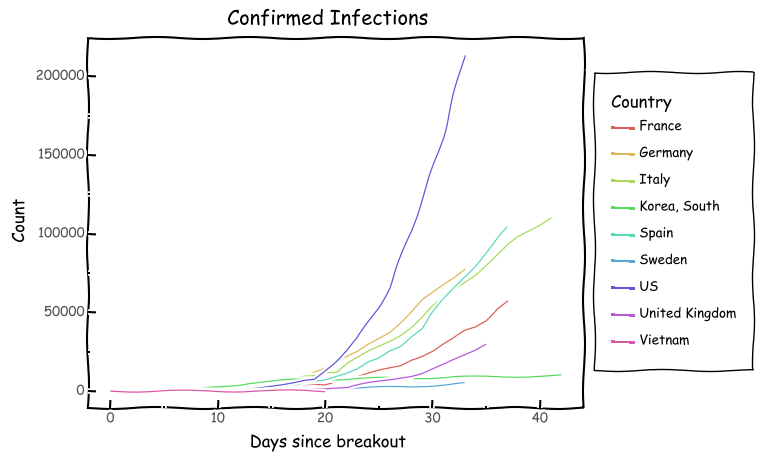 Confirmed Infections
Count
200000
150000
100000
50000
0
0 10 20 30 40
Days since breakout
Country
France
Germany
Italy
Korea, South
Spain
Sweden
US
United Kingdom
Vietnam